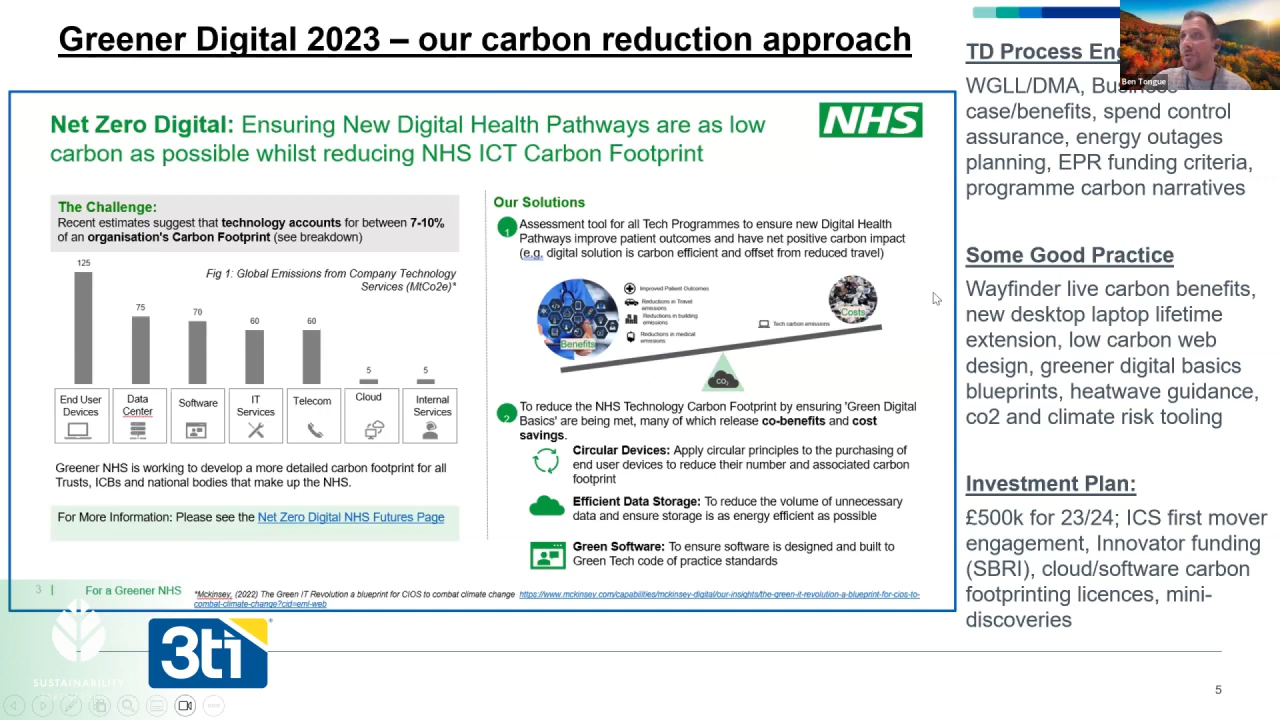 Greener Digital 2023 – our carbon reduction approach
Net Zero Digital: Ensuring New Digital Health Pathways are as low
carbon as possible whilst reducing NHS ICT Carbon Footprint
NHS
The Challenge:
Recent estimates suggest that technology accounts for between 7-10%
of an organisation's Carbon Footprint (see breakdown)
Fig 1: Global Emissions from Company Technology
Services (MtCo2e)*
125
75
70
60
60
5
5
End User
Devices
Data
Center
Software
IT
Services
Telecom
Cloud
Internal
Services
Greener NHS is working to develop a more detailed carbon footprint for all
Trusts, ICBs and national bodies that make up the NHS.
For More Information: Please see the Net Zero Digital NHS Futures Page
Our Solutions
1
Assessment tool for all Tech Programmes to ensure new Digital Health
Pathways improve patient outcomes and have net positive carbon impact
(e.g. digital solution is carbon efficient and offset from reduced travel)
Benefits
Improved Patient Outcomes
Reductions in Travel
emissions
Reductions in building
emissions
Reductions in medical
emissions
Tech carbon emissions
Costs
CO2
2
To reduce the NHS Technology Carbon Footprint by ensuring 'Green Digital
Basics' are being met, many of which release co-benefits and cost
savings.
Circular Devices: Apply circular principles to the purchasing of
end user devices to reduce their number and associated carbon
footprint
Efficient Data Storage: To reduce the volume of unnecessary
data and ensure storage is as energy efficient as possible
Green Software: To ensure software is designed and built to
Green Tech code of practice standards
3 |
For a Greener NHS
*Mckinsey, (2022) The Green IT Revolution a blueprint for CIOS to combat climate change https://www.mckinsey.com/capabilities/mckinsey-digital/our-insights/the-green-it-revolution-a-blueprint-for-cios-to-
combat-climate-change?cid=eml-web
TD Process
WGLL/DMA, Business
case/benefits, spend control
assurance, energy outages
planning, EPR funding criteria,
programme carbon narratives
Some Good Practice
Wayfinder live carbon benefits,
new desktop laptop lifetime
extension, low carbon web
design, greener digital basics
blueprints, heatwave guidance,
co2 and climate risk tooling
Investment Plan:
£500k for 23/24; ICS first mover
engagement, Innovator funding
(SBRI), cloud/software carbon
footprinting licences, mini-
discoveries
Ben Tongue
SUSTAINABILITY
3ti
5